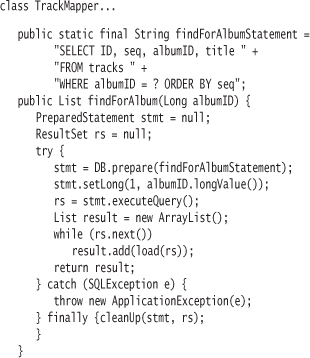 class TrackMapper...
public static final String findForAlbumStatement =
"SELECT ID, seq, albumID, title " +
"FROM tracks " +
"WHERE albumID = ? ORDER BY seq";
public List findForAlbum(Long albumID) {
PreparedStatement stmt = null;
ResultSet rs = null;
try {
stmt = DB.prepare(findForAlbumStatement);
stmt.setLong(1, albumID.longValue());
rs = stmt.executeQuery();
List result = new ArrayList();
while (rs.next())
result.add(load(rs));
return result;
} catch (SQLException e) {
throw new ApplicationException(e);
} finally {cleanUp(stmt, rs);
}
}